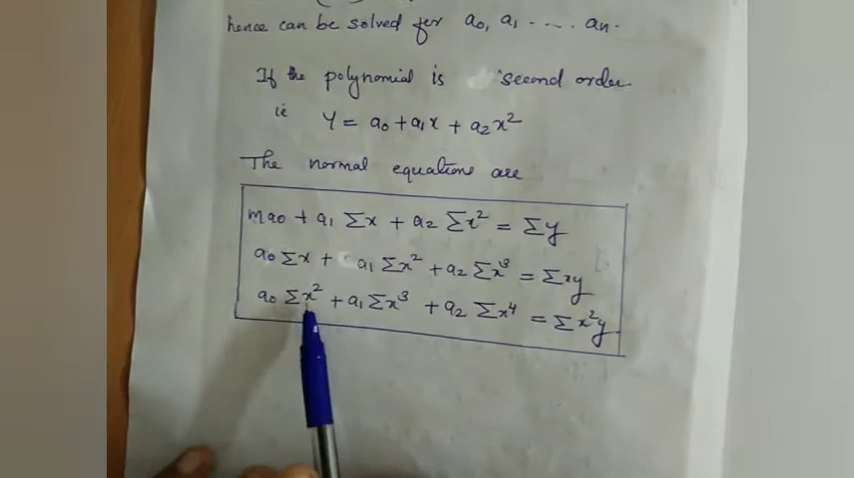 hence can be solved for a₀, a₁ ..... aₙ.
If the polynomial is second order
ie Y = a₀ + a₁x + a₂x²
The normal equations are
ma₀ + a₁ Σx + a₂ Σx² = Σy
a₀ Σx + a₁ Σx² + a₂ Σx³ = Σxy
a₀ Σx² + a₁ Σx³ + a₂ Σx⁴ = Σx²y